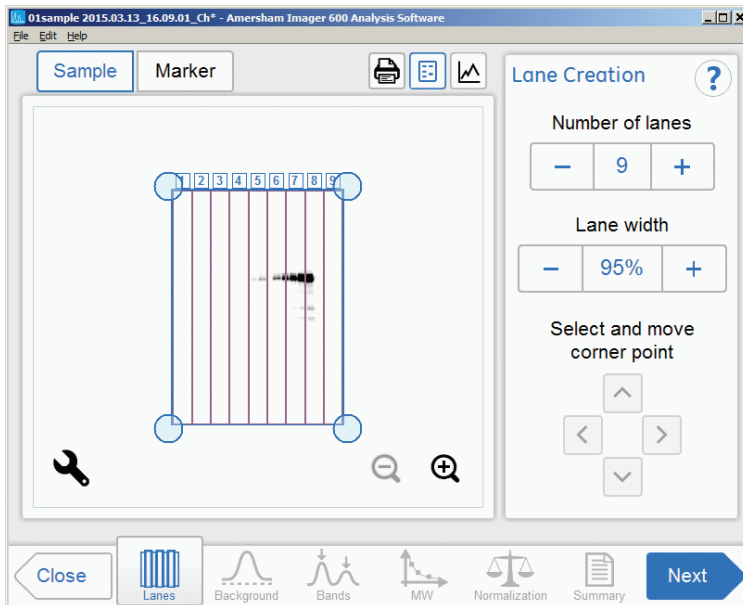 01sample 2015.03.13_16.09.01_Ch* - Amersham Imager 600 Analysis Software
File Edit Help
Sample Marker
Lane Creation ?
Number of lanes
− 9 +
Lane width
− 95% +
Select and move
corner point
1 2 3 4 5 6 7 8 9
Close Lanes Background Bands MW Normalization Summary Next